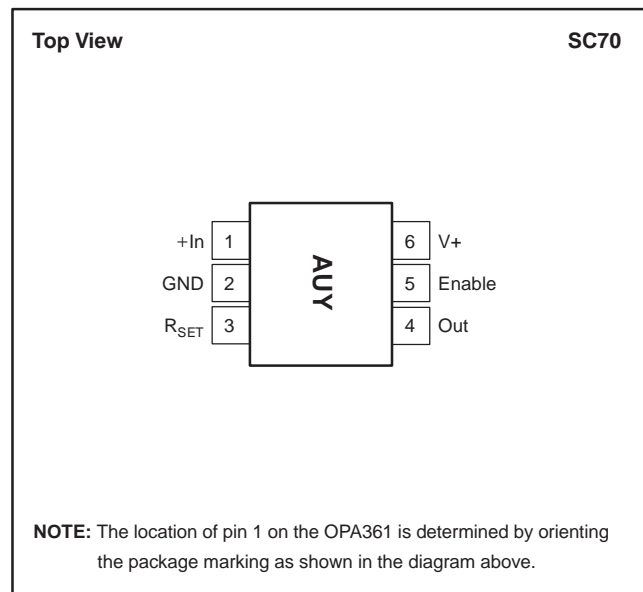 Top View SC70
+In 1 6 V+
GND 2 5 Enable
RSET 3 4 Out
AUY
NOTE: The location of pin 1 on the OPA361 is determined by orienting
the package marking as shown in the diagram above.